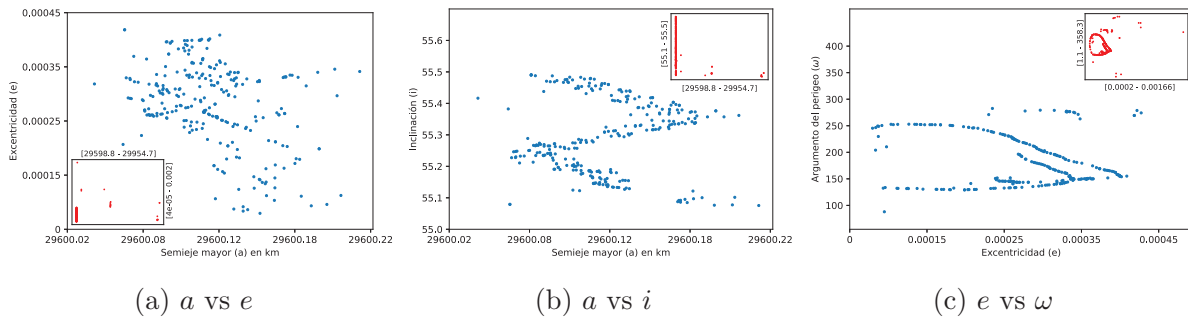 0,00045
0,00035
0,00025
0,00015
0
Excentricidad (e)
[29598.8 - 29954.7]
[4e-05 - 0.002]
29600.02 29600.08 29600.12 29600.18 29600.22
Semieje mayor (a) en km
(a) a vs e
55.6
55.5
55.4
55.3
55.2
55.1
55.0
Inclinación (i)
[55.1 - 55.5]
[29598.8 - 29954.7]
29600.02 29600.08 29600.12 29600.18 29600.22
Semieje mayor (a) en km
(b) a vs i
400
350
300
250
200
150
100
Argumento del perigeo (ω)
[1.1 - 358.3]
[0.0002 - 0.00166]
0 0,00015 0,00025 0,00035 0,00045
Excentricidad (e)
(c) e vs ω